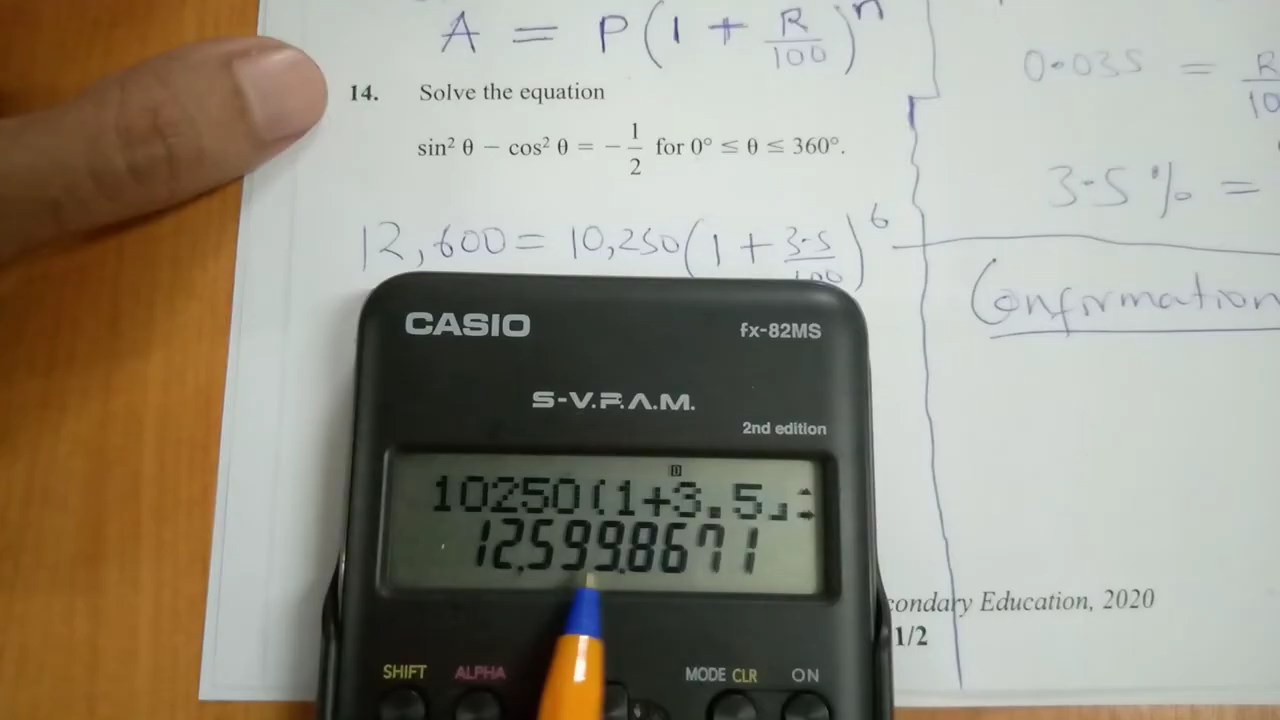 A = P(1 + R/100)^n
14. Solve the equation
sin² θ − cos² θ = − 1/2 for 0° ≤ θ ≤ 360°.
12,600 = 10,250(1 + 3.5/100)^6
0.035 = R/10
3.5 % =
Confirmation
CASIO fx-82MS
S-V.P.A.M.
2nd edition
D
10250(1+3.5⌟
12,599.8671
condary Education, 2020
1/2
SHIFT ALPHA MODE CLR ON